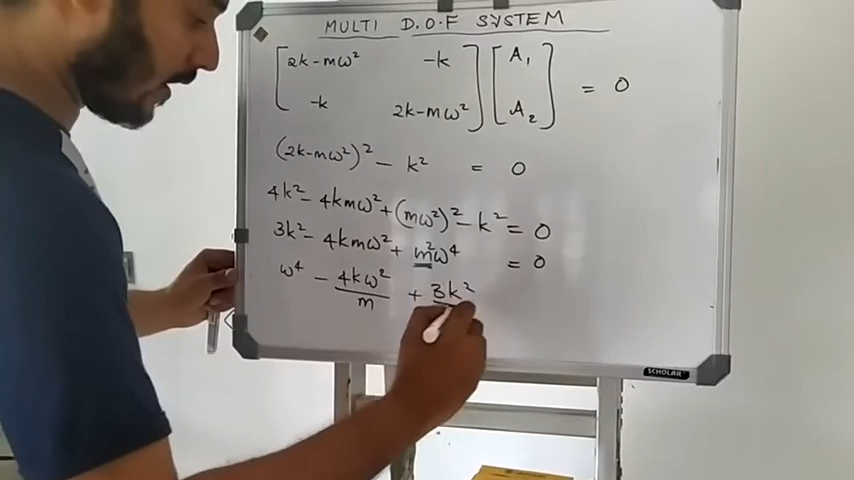 MULTI D.O.F SYSTEM
[2k-mω² -k] [A₁]
[-k 2k-mω²] [A₂] = 0
(2k-mω²)² - k² = 0
4k² - 4kmω² + (mω²)² - k² = 0
3k² - 4kmω² + m²ω⁴ = 0
ω⁴ - 4kω²/m + 3k²
SCHOLAR